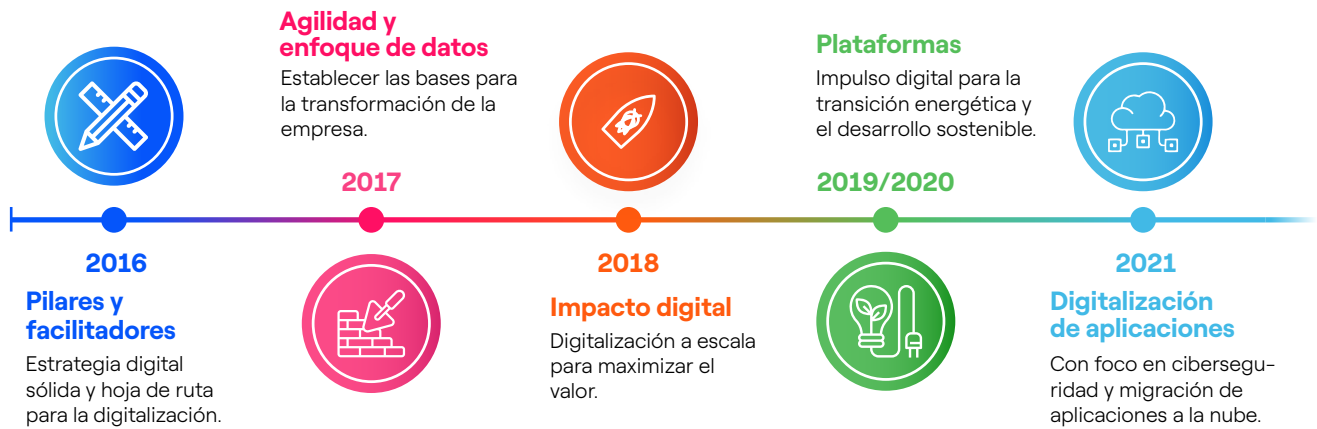 2016
Pilares y
facilitadores
Estrategia digital
sólida y hoja de ruta
para la digitalización.
Agilidad y
enfoque de datos
Establecer las bases para
la transformación de la
empresa.
2017
2018
Impacto digital
Digitalización a escala
para maximizar el
valor.
Plataformas
Impulso digital para la
transición energética y
el desarrollo sostenible.
2019/2020
2021
Digitalización
de aplicaciones
Con foco en cibersegu-
ridad y migración de
aplicaciones a la nube.